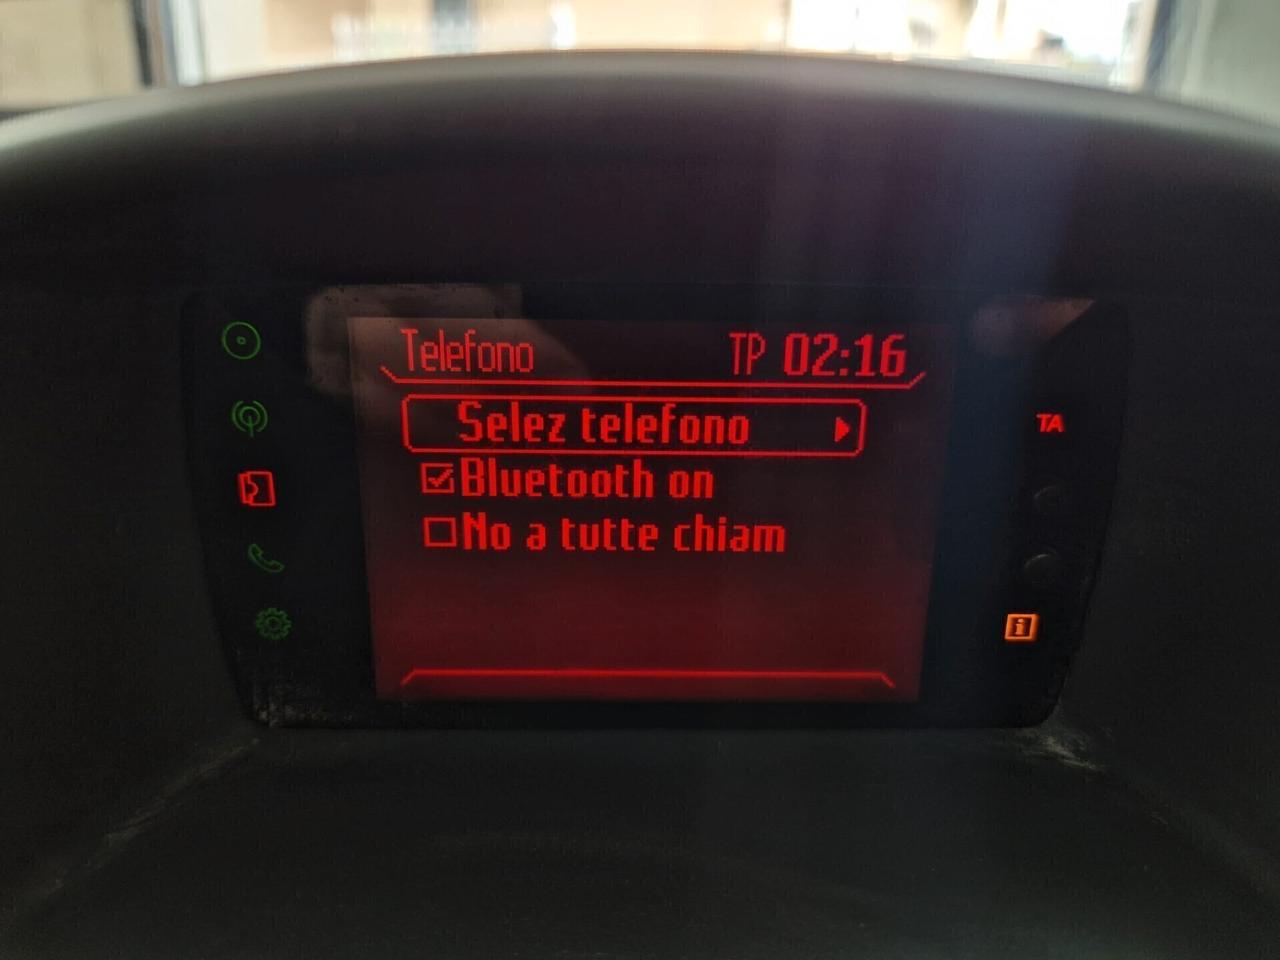 Telefono TP 02:16
Selez telefono
Bluetooth on
No a tutte chiam
TA
i